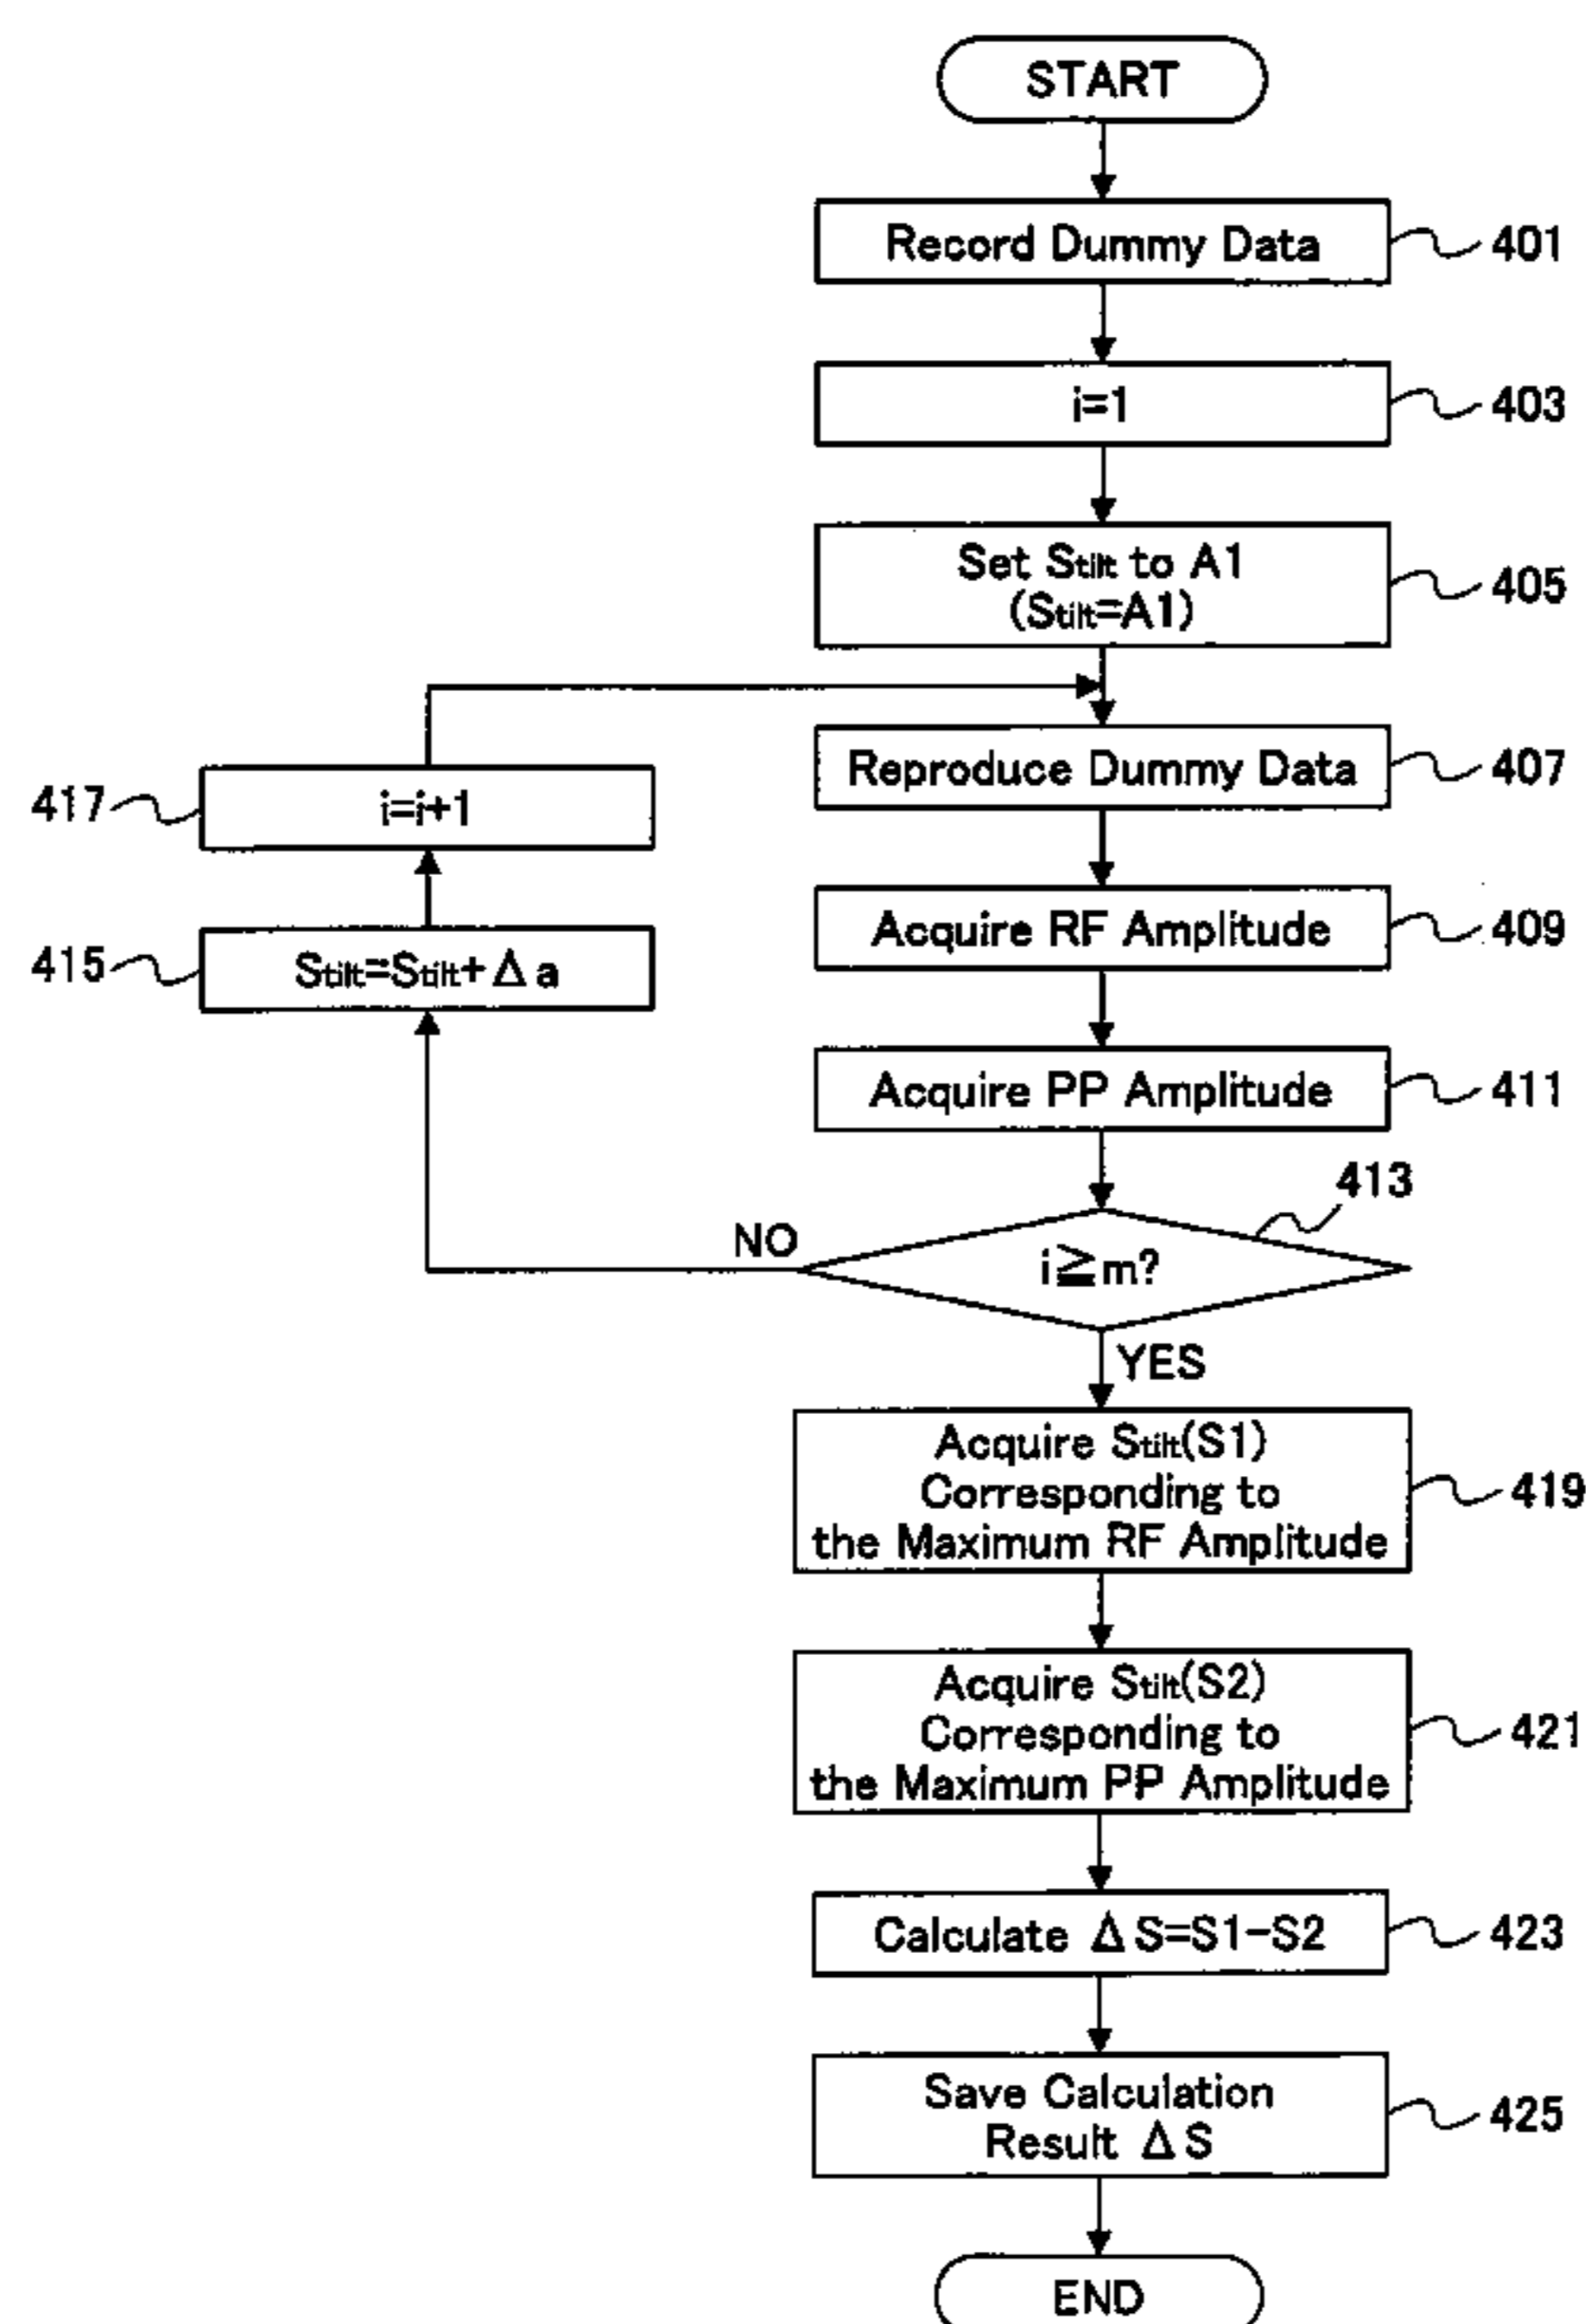 START
Record Dummy Data
401
i=1
403
Set Stilt to A1
(Stilt=A1)
405
Reproduce Dummy Data
407
417
i=i+1
Acquire RF Amplitude
409
415
Stilt=Stilt+Δa
Acquire PP Amplitude
411
413
NO
i≧m?
YES
Acquire Stilt(S1)
Corresponding to
the Maximum RF Amplitude
419
Acquire Stilt(S2)
Corresponding to
the Maximum PP Amplitude
421
Calculate ΔS=S1-S2
423
Save Calculation
Result ΔS
425
END